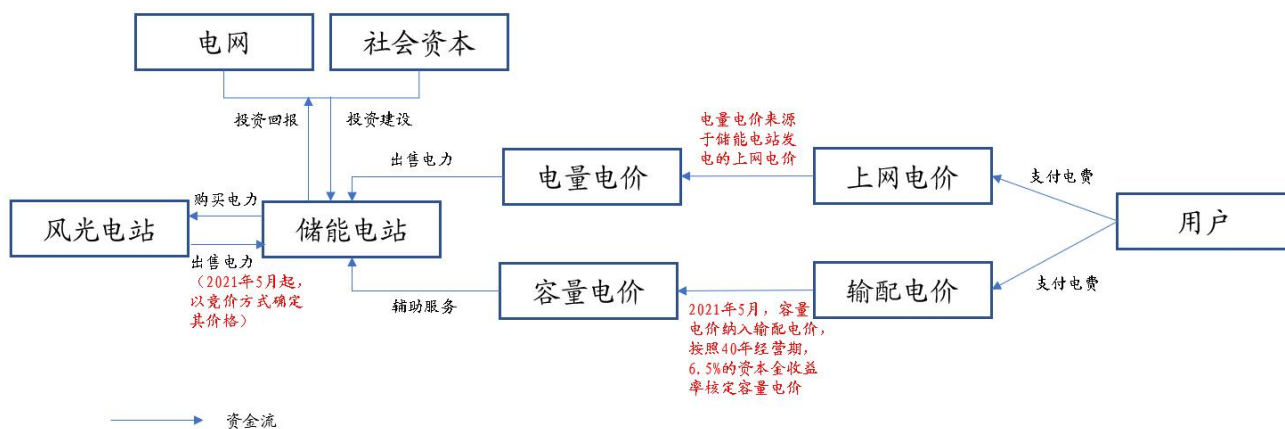 电网
社会资本
投资回报
投资建设
电量电价来源
于储能电站发
电的上网电价
出售电力
电量电价
上网电价
支付电费
购买电力
风光电站
储能电站
用户
出售电力
（2021年5月起，
以竞价方式确定
其价格）
辅助服务
容量电价
输配电价
支付电费
2021年5月，容量
电价纳入输配电价，
按照40年经营期，
6.5%的资本金收益
率核定容量电价
资金流